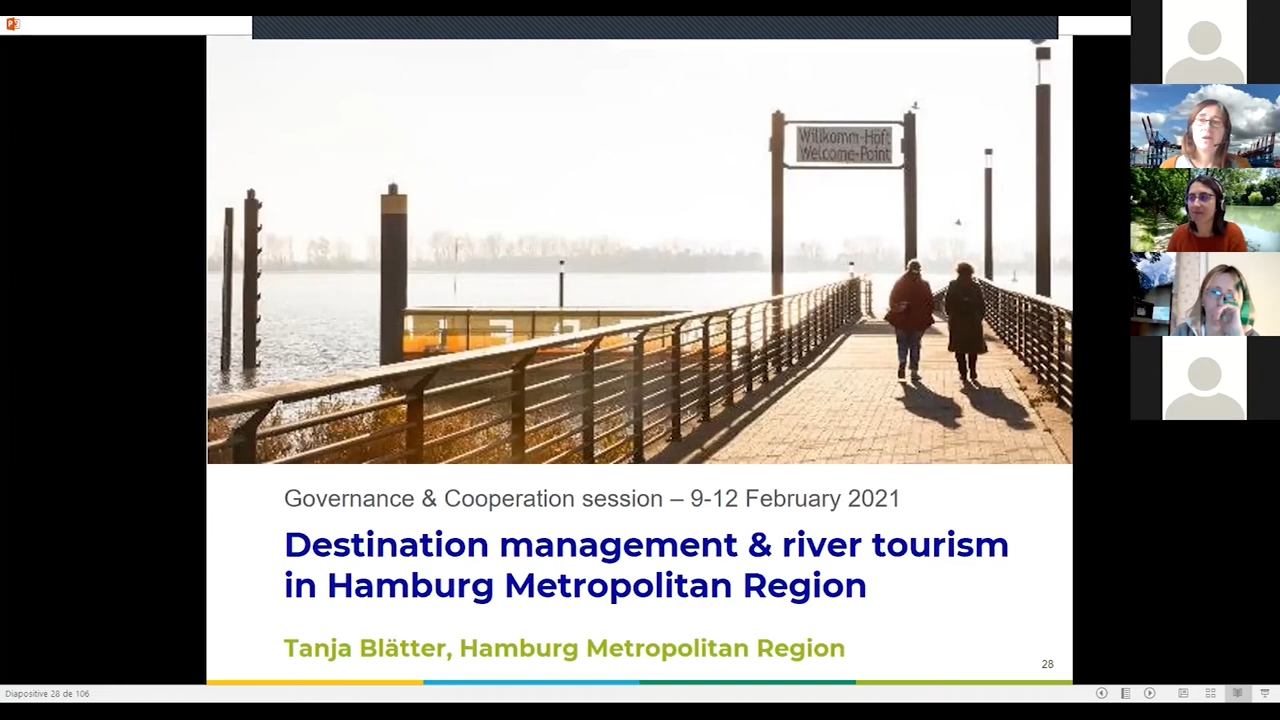 Willkomm-Höft
Welcome-Point
Governance & Cooperation session – 9-12 February 2021
Destination management & river tourism
in Hamburg Metropolitan Region
Tanja Blätter, Hamburg Metropolitan Region
28
Diapositive 28 de 106